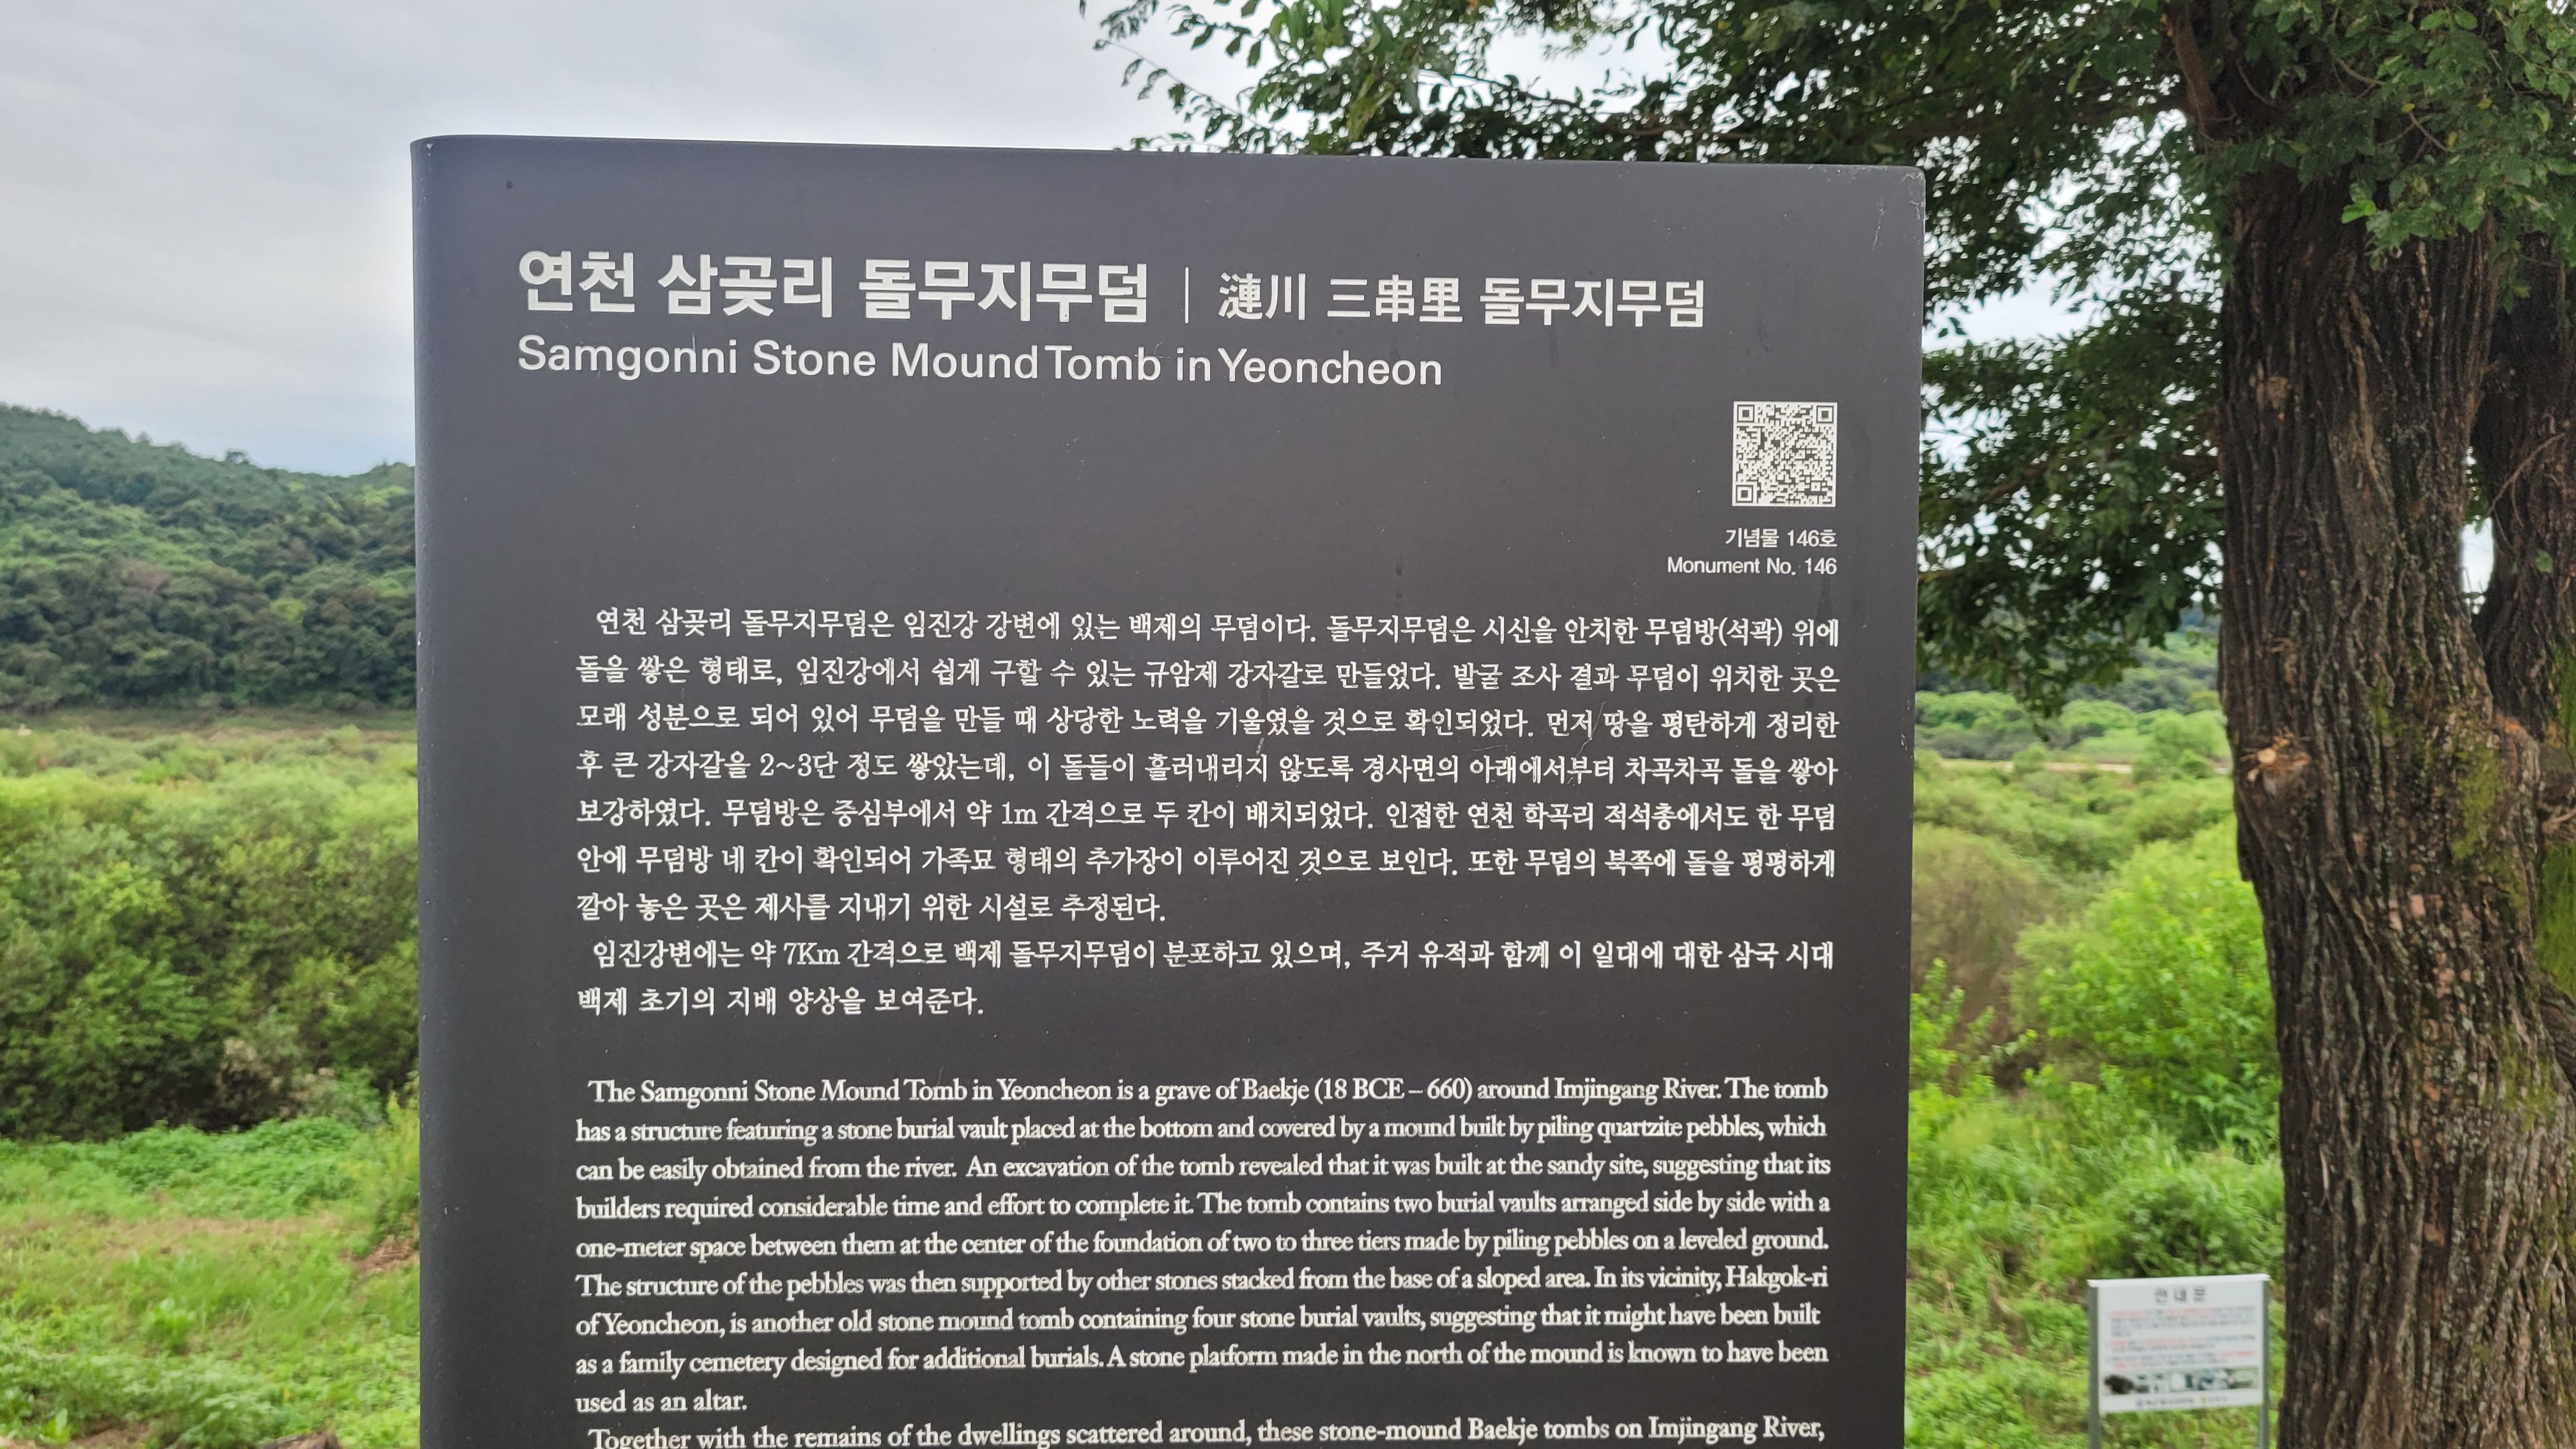 연천 삼곶리 돌무지무덤 | 漣川 三串里 돌무지무덤
Samgonni Stone Mound Tomb in Yeoncheon
기념물 146호
Monument No. 146
연천 삼곶리 돌무지무덤은 임진강 강변에 있는 백제의 무덤이다. 돌무지무덤은 시신을 안치한 무덤방(석곽) 위에
돌을 쌓은 형태로, 임진강에서 쉽게 구할 수 있는 규암제 강자갈로 만들었다. 발굴 조사 결과 무덤이 위치한 곳은
모래 성분으로 되어 있어 무덤을 만들 때 상당한 노력을 기울였을 것으로 확인되었다. 먼저 땅을 평탄하게 정리한
후 큰 강자갈을 2~3단 정도 쌓았는데, 이 돌들이 흘러내리지 않도록 경사면의 아래에서부터 차곡차곡 돌을 쌓아
보강하였다. 무덤방은 중심부에서 약 1m 간격으로 두 칸이 배치되었다. 인접한 연천 학곡리 적석총에서도 한 무덤
안에 무덤방 네 칸이 확인되어 가족묘 형태의 추가장이 이루어진 것으로 보인다. 또한 무덤의 북쪽에 돌을 평평하게
깔아 놓은 곳은 제사를 지내기 위한 시설로 추정된다.
임진강변에는 약 7Km 간격으로 백제 돌무지무덤이 분포하고 있으며, 주거 유적과 함께 이 일대에 대한 삼국 시대
백제 초기의 지배 양상을 보여준다.
The Samgonni Stone Mound Tomb in Yeoncheon is a grave of Baekje (18 BCE – 660) around Imjingang River. The tomb
has a structure featuring a stone burial vault placed at the bottom and covered by a mound built by piling quartzite pebbles, which
can be easily obtained from the river. An excavation of the tomb revealed that it was built at the sandy site, suggesting that its
builders required considerable time and effort to complete it. The tomb contains two burial vaults arranged side by side with a
one-meter space between them at the center of the foundation of two to three tiers made by piling pebbles on a leveled ground.
The structure of the pebbles was then supported by other stones stacked from the base of a sloped area. In its vicinity, Hakgok-ri
of Yeoncheon, is another old stone mound tomb containing four stone burial vaults, suggesting that it might have been built
as a family cemetery designed for additional burials. A stone platform made in the north of the mound is known to have been
used as an altar.
Together with the remains of the dwellings scattered around, these stone-mound Baekje tombs on Imjingang River,
안내문